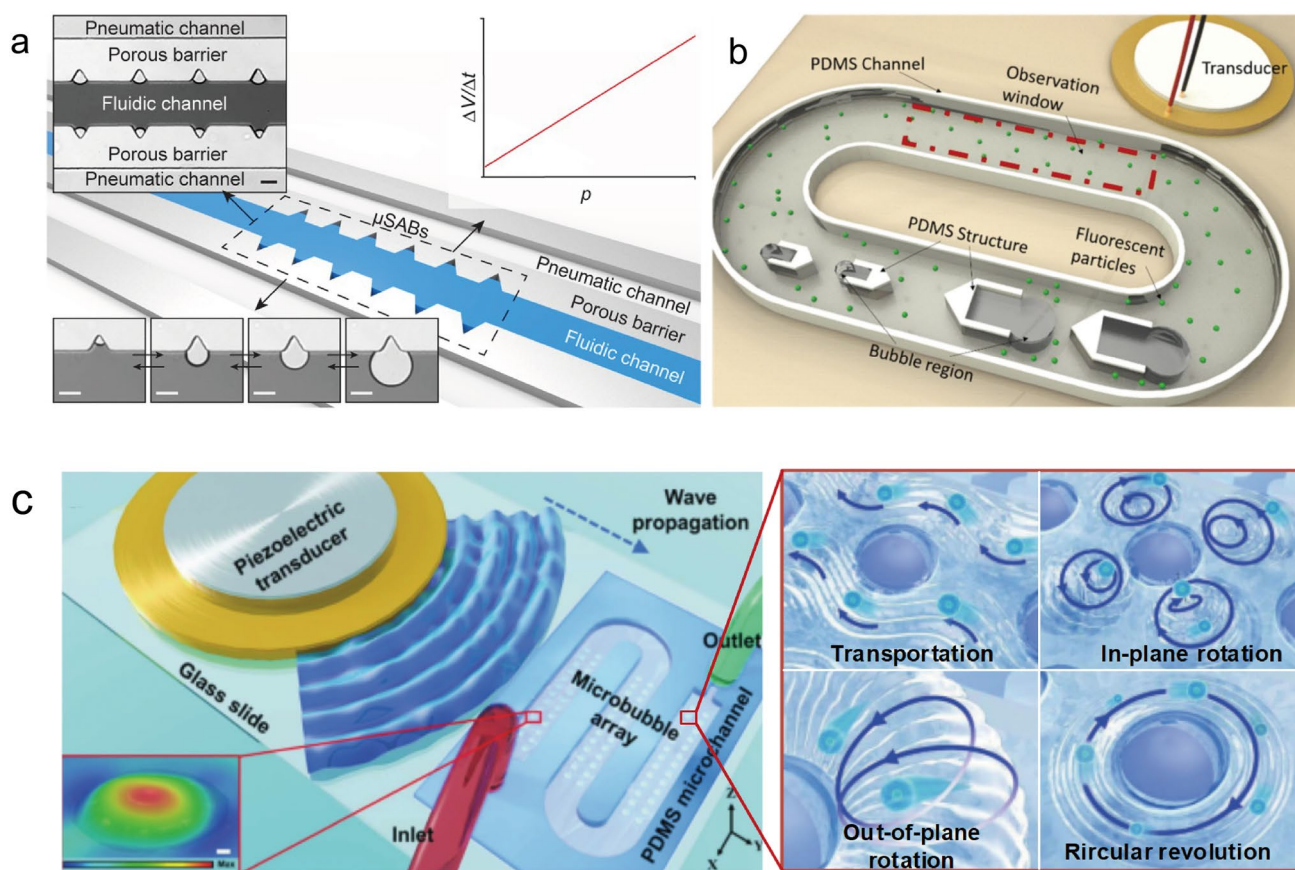 a
Pneumatic channel
Porous barrier
Fluidic channel
Porous barrier
Pneumatic channel
ΔV/Δt
p
μSABs
Pneumatic channel
Porous barrier
Fluidic channel
b
PDMS Channel
Observation
window
Transducer
PDMS Structure
Fluorescent
particles
Bubble region
c
Piezoelectric
transducer
Wave
propagation
Glass slide
Outlet
Microbubble
array
PDMS microchannel
Inlet
Max
Z
X
Y
Transportation
In-plane rotation
Out-of-plane
rotation
Rircular revolution